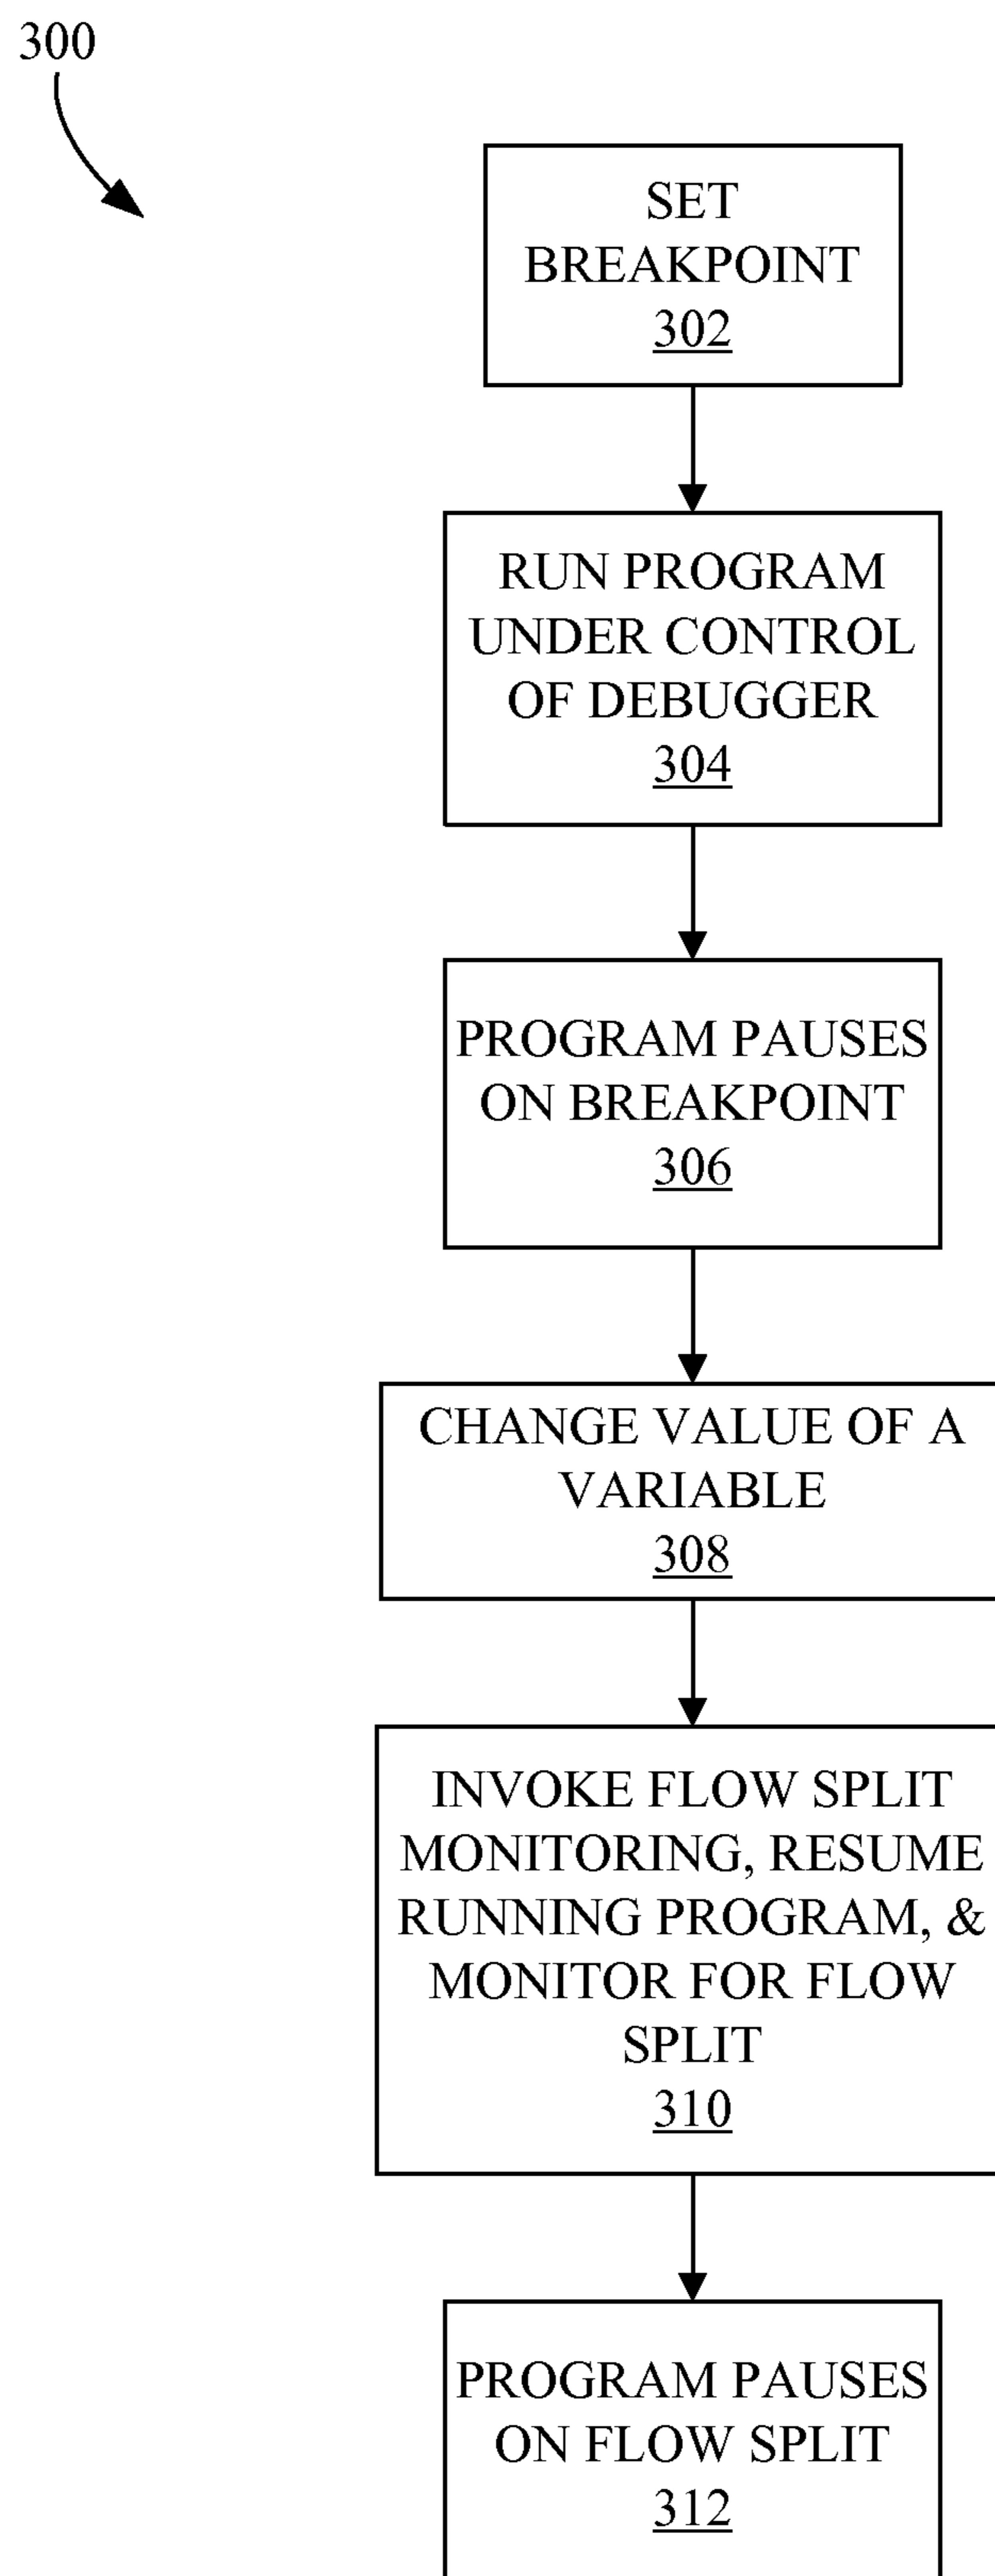 300
SET
BREAKPOINT
302
RUN PROGRAM
UNDER CONTROL
OF DEBUGGER
304
PROGRAM PAUSES
ON BREAKPOINT
306
CHANGE VALUE OF A
VARIABLE
308
INVOKE FLOW SPLIT
MONITORING, RESUME
RUNNING PROGRAM, &
MONITOR FOR FLOW
SPLIT
310
PROGRAM PAUSES
ON FLOW SPLIT
312